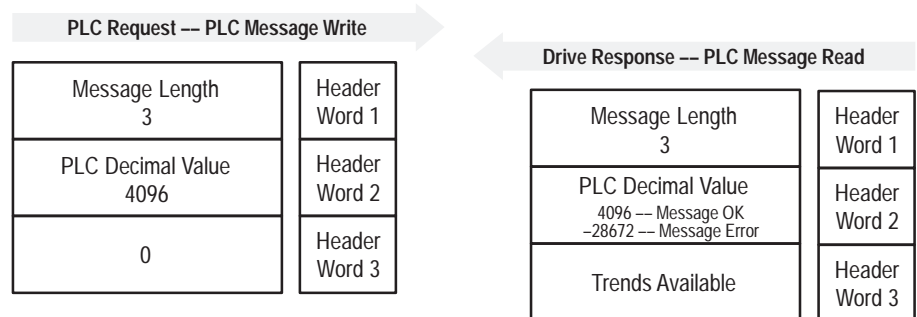 PLC Request –– PLC Message Write
Message Length
3
Header
Word 1
PLC Decimal Value
4096
Header
Word 2
0
Header
Word 3
Drive Response –– PLC Message Read
Message Length
3
Header
Word 1
PLC Decimal Value
4096 –– Message OK
–28672 –– Message Error
Header
Word 2
Trends Available
Header
Word 3